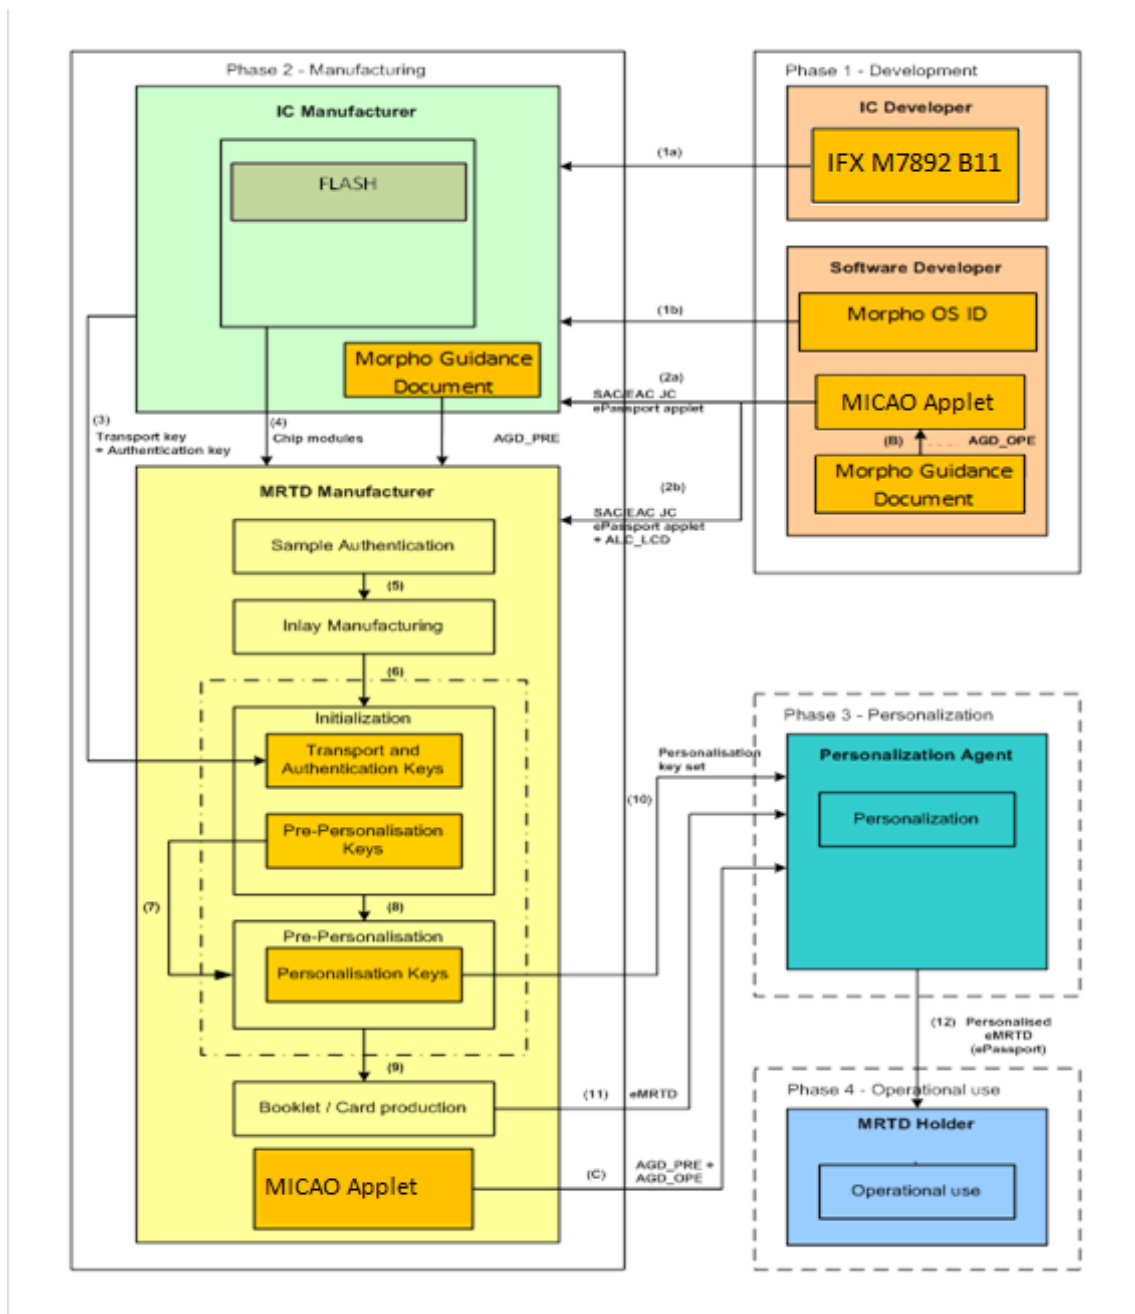 Phase 2 - Manufacturing
IC Manufacturer
FLASH
Morpho Guidance
Document
(3)
Transport key
+ Authentication key
(4)
Chip modules
AGD_PRE
Phase 1 - Development
IC Developer
IFX M7892 B11
(1a)
Software Developer
Morpho OS ID
(1b)
(2a)
SAC/EAC JC
ePassport applet
MICAO Applet
(B)
AGD_OPE
Morpho Guidance
Document
(2b)
SAC/EAC JC
ePassport applet
+ ALC_LCD
MRTD Manufacturer
Sample Authentication
(5)
Inlay Manufacturing
(6)
Initialization
Transport and
Authentication Keys
Pre-Personalisation
Keys
(7)
(8)
Pre-Personalisation
Personalisation Keys
(9)
Booklet / Card production
MICAO Applet
Personalisation
key set
(10)
(11)
eMRTD
(C)
AGD_PRE +
AGD_OPE
Phase 3 - Personalization
Personalization Agent
Personalization
(12)
Personalised
eMRTD
(ePassport)
Phase 4 - Operational use
MRTD Holder
Operational use